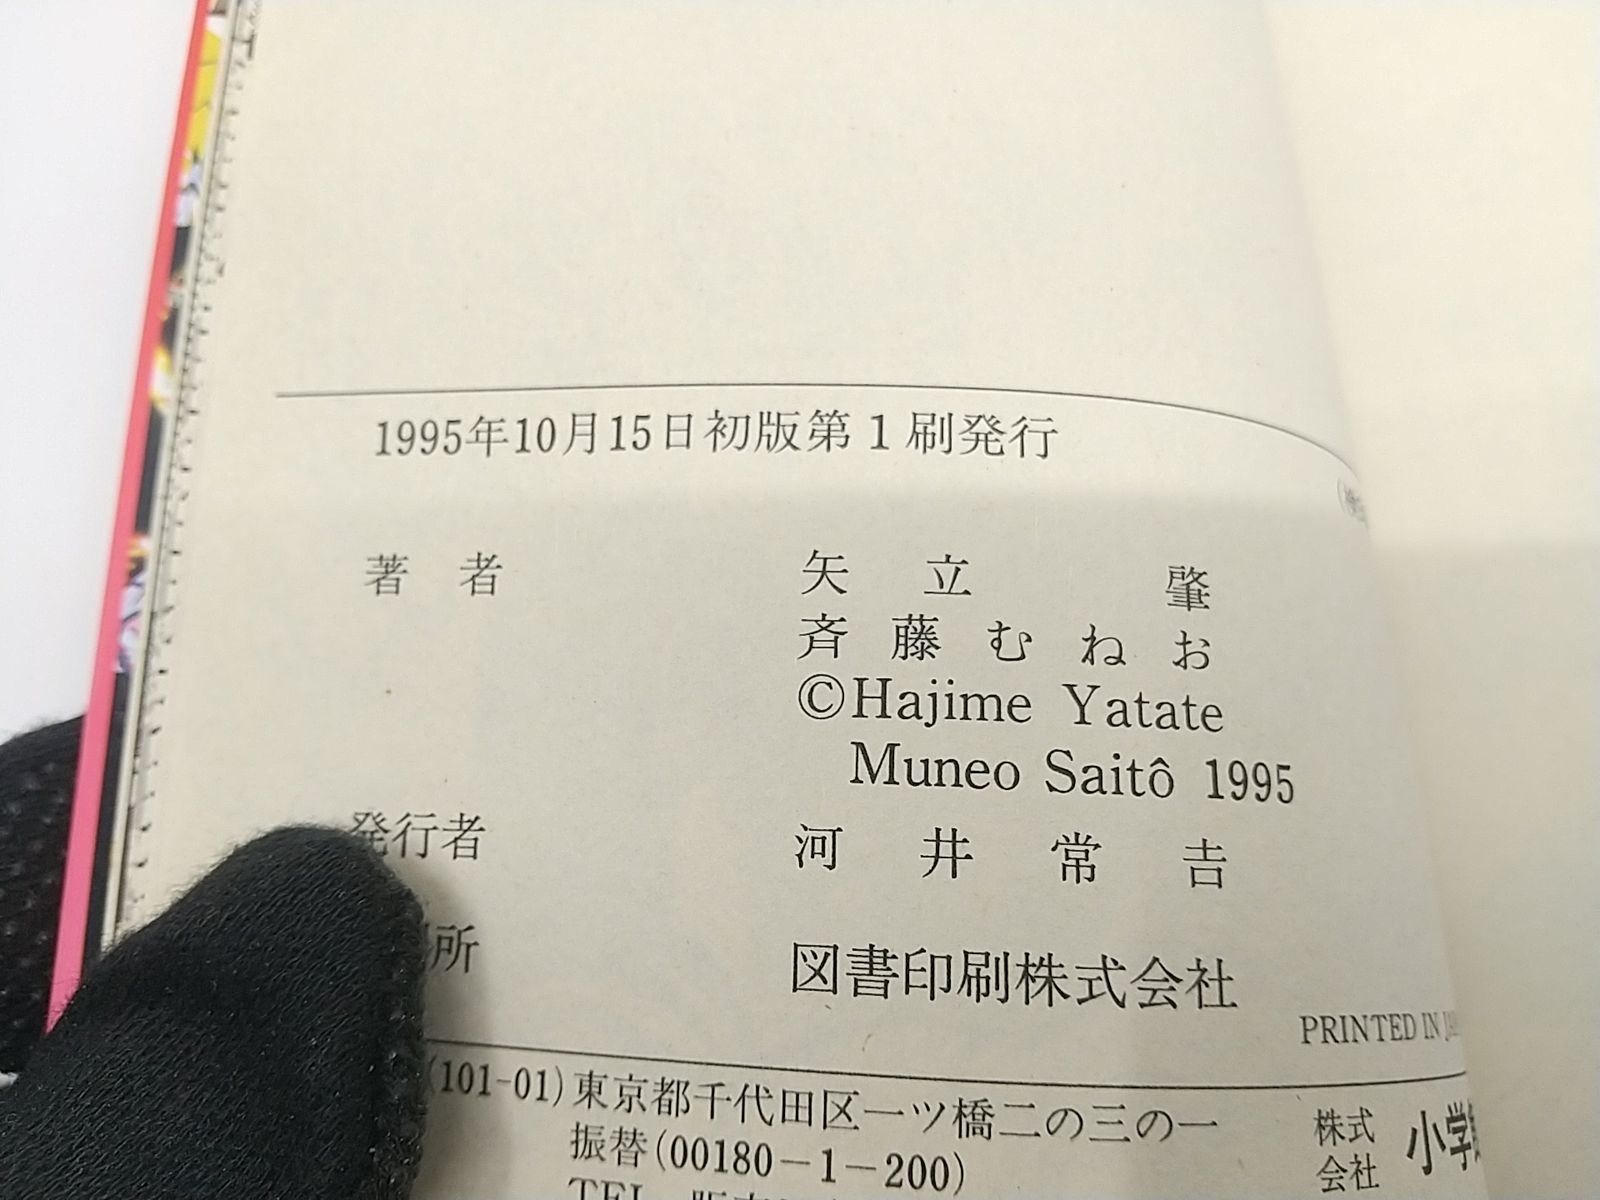 1995年10月15日初版第1刷発行
著者 矢立 肇
斉藤むねお
©Hajime Yatate
Muneo Saitô 1995
発行者 河井常吉
所 図書印刷株式会社
PRINTED IN
(101-01)東京都千代田区一ツ橋二の三の一
振替(00180-1-200)
株式会社 小学
TEL